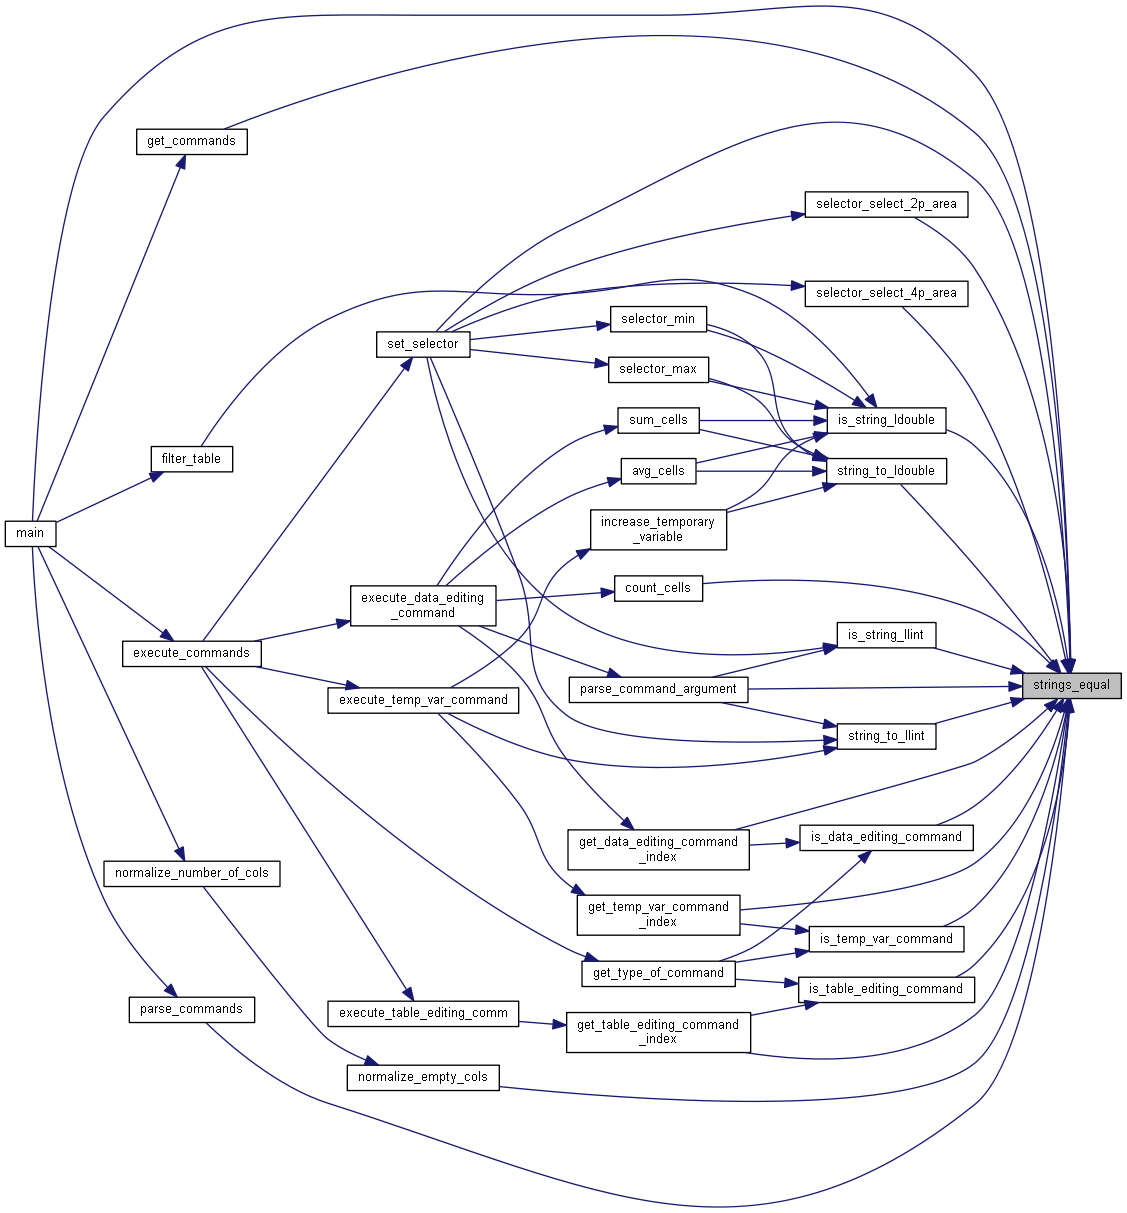 get_commands
selector_select_2p_area
selector_select_4p_area
selector_min
set_selector
selector_max
is_string_ldouble
sum_cells
filter_table
avg_cells
string_to_ldouble
main
increase_temporary
_variable
count_cells
execute_data_editing
_command
is_string_llint
execute_commands
parse_command_argument
strings_equal
execute_temp_var_command
string_to_llint
get_data_editing_command
_index
is_data_editing_command
normalize_number_of_cols
get_temp_var_command
_index
is_temp_var_command
get_type_of_command
is_table_editing_command
parse_commands
execute_table_editing_comm
get_table_editing_command
_index
normalize_empty_cols